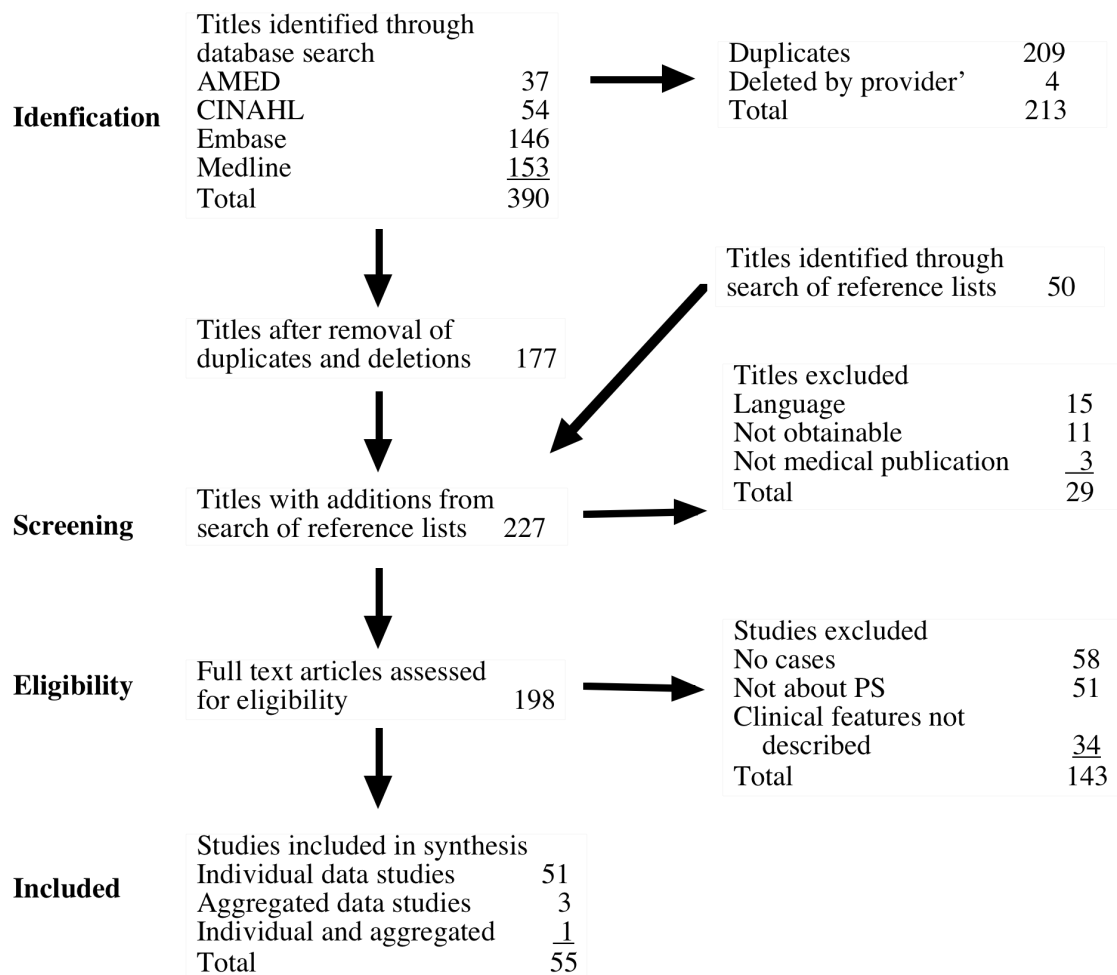 Idenfication
Titles identified through
database search
AMED 37
CINAHL 54
Embase 146
Medline 153
Total 390
Duplicates 209
Deleted by provider’ 4
Total 213
Titles identified through
search of reference lists 50
Titles after removal of
duplicates and deletions 177
Titles excluded
Language 15
Not obtainable 11
Not medical publication 3
Total 29
Screening
Titles with additions from
search of reference lists 227
Eligibility
Full text articles assessed
for eligibility 198
Studies excluded
No cases 58
Not about PS 51
Clinical features not
described 34
Total 143
Included
Studies included in synthesis
Individual data studies 51
Aggregated data studies 3
Individual and aggregated 1
Total 55